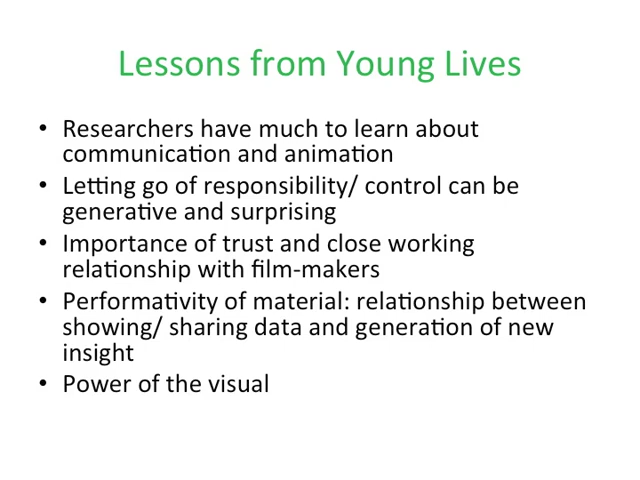 Lessons from Young Lives
• Researchers have much to learn about
communication and animation
• Letting go of responsibility/ control can be
generative and surprising
• Importance of trust and close working
relationship with film-makers
• Performativity of material: relationship between
showing/ sharing data and generation of new
insight
• Power of the visual